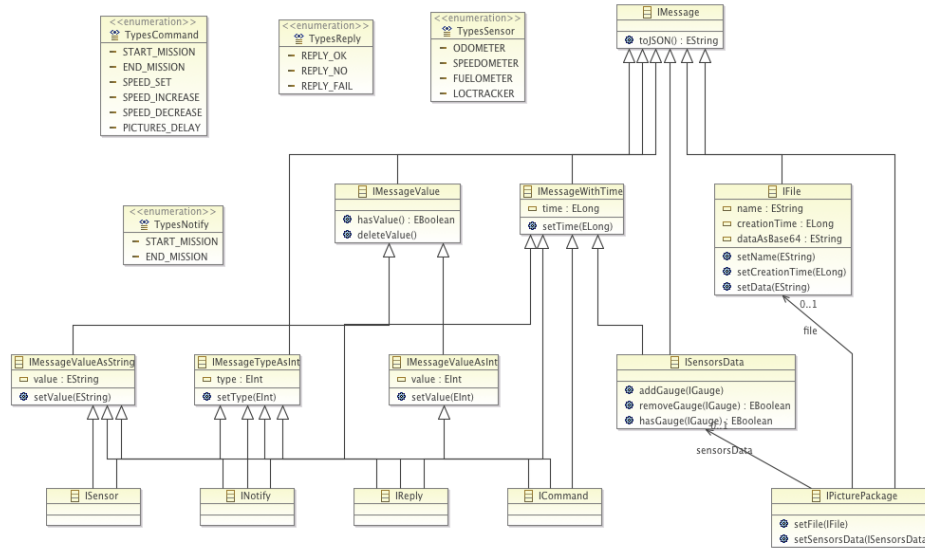 <<enumeration>>
TypesCommand
START_MISSION
END_MISSION
SPEED_SET
SPEED_INCREASE
SPEED_DECREASE
PICTURES_DELAY
<<enumeration>>
TypesReply
REPLY_OK
REPLY_NO
REPLY_FAIL
<<enumeration>>
TypesSensor
ODOMETER
SPEEDOMETER
FUELOMETER
LOCTRACKER
IMessage
toJSON() : EString
<<enumeration>>
TypesNotify
START_MISSION
END_MISSION
IMessageValue
hasValue() : EBoolean
deleteValue()
IMessageWithTime
time : ELong
setTime(ELong)
IFile
name : EString
creationTime : ELong
dataAsBase64 : EString
setName(EString)
setCreationTime(ELong)
setData(EString)
0..1
file
IMessageValueAsString
value : EString
setValue(EString)
IMessageTypeAsInt
type : EInt
setType(EInt)
IMessageValueAsInt
value : EInt
setValue(EInt)
ISensorsData
addGauge(IGauge)
removeGauge(IGauge) : EBoolean
hasGauge(IGauge) : EBoolean
0..1
sensorsData
ISensor
INotify
IReply
ICommand
IPicturePackage
setFile(IFile)
setSensorsData(ISensorsData